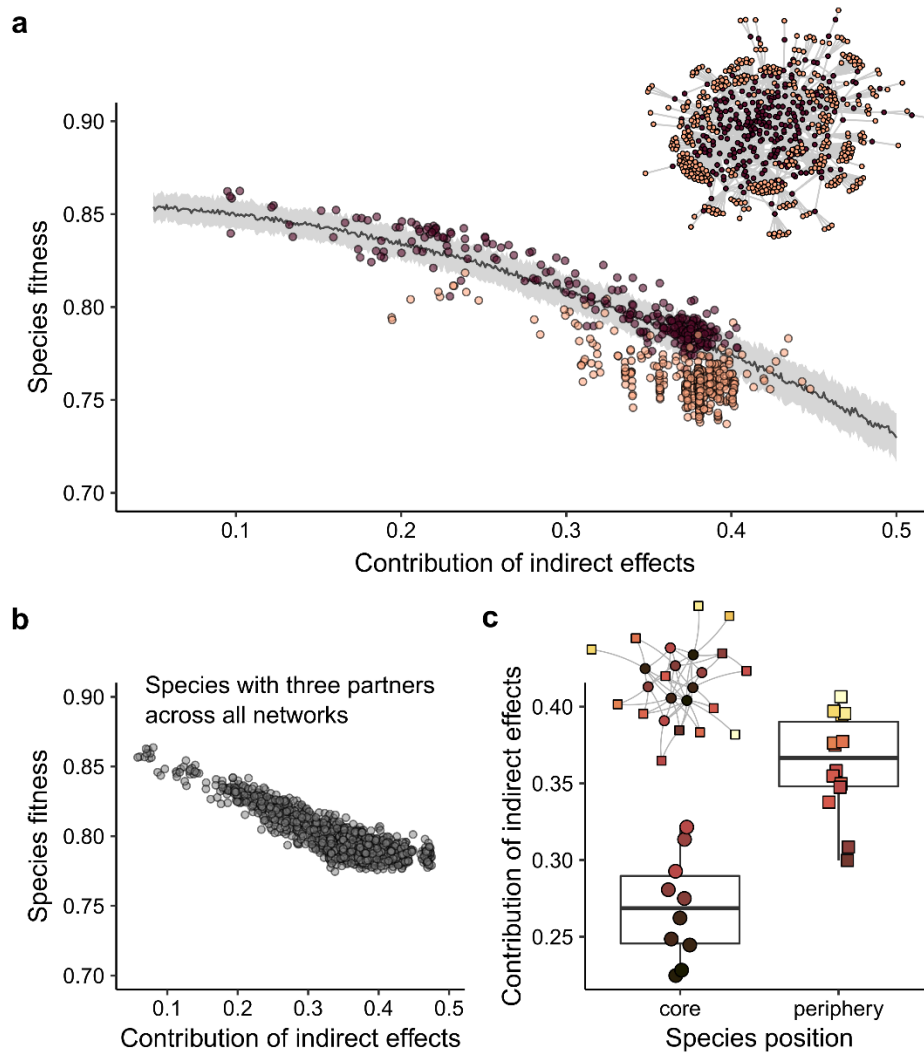 a
0.90
0.85
0.80
0.75
0.70
Species fitness
0.1
0.2
0.3
0.4
0.5
Contribution of indirect effects
b
Species with three partners
across all networks
0.90
0.85
0.80
0.75
0.70
Species fitness
0.1
0.2
0.3
0.4
0.5
Contribution of indirect effects
c
0.40
0.35
0.30
0.25
Contribution of indirect effects
core
periphery
Species position